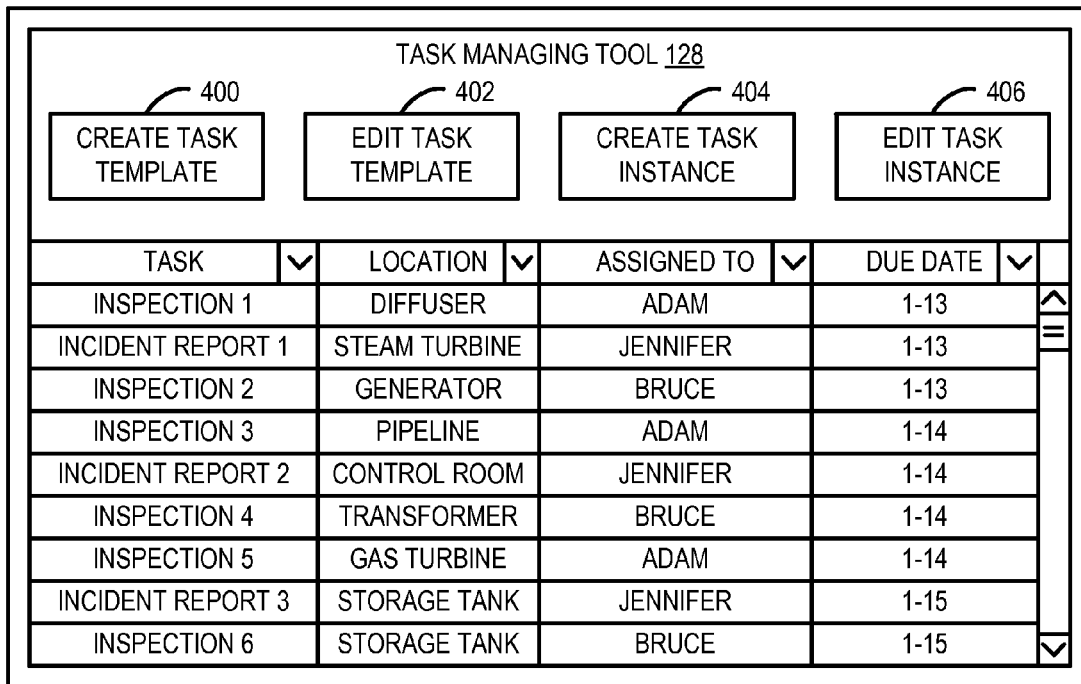 TASK MANAGING TOOL 128
400 402 404 406
CREATE TASK EDIT TASK CREATE TASK EDIT TASK
TEMPLATE TEMPLATE INSTANCE INSTANCE
TASK LOCATION ASSIGNED TO DUE DATE
INSPECTION 1 DIFFUSER ADAM 1-13
INCIDENT REPORT 1 STEAM TURBINE JENNIFER 1-13
INSPECTION 2 GENERATOR BRUCE 1-13
INSPECTION 3 PIPELINE ADAM 1-14
INCIDENT REPORT 2 CONTROL ROOM JENNIFER 1-14
INSPECTION 4 TRANSFORMER BRUCE 1-14
INSPECTION 5 GAS TURBINE ADAM 1-14
INCIDENT REPORT 3 STORAGE TANK JENNIFER 1-15
INSPECTION 6 STORAGE TANK BRUCE 1-15